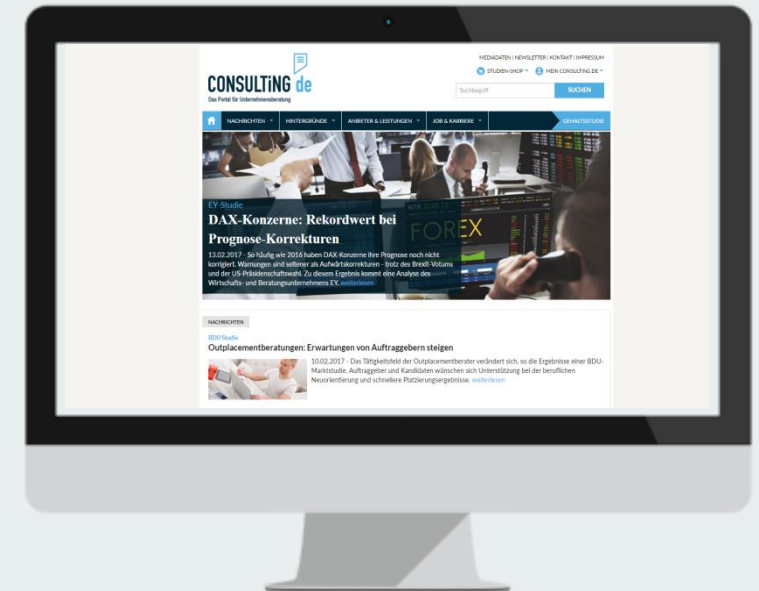 MEDIADATEN | NEWSLETTER | KONTAKT | IMPRESSUM
CONSULTiNG de
Das Portal für Unternehmensberatung
STUDIEN-SHOP
MEIN CONSULTING.DE
Suchbegriff
SUCHEN
NACHRICHTEN
HINTERGRÜNDE
ANBIETER & LEISTUNGEN
JOB & KARRIERE
GEHALTSSTUDIE
FOREX
EY-Studie
DAX-Konzerne: Rekordwert bei
Prognose-Korrekturen
13.02.2017 - So häufig wie 2016 haben DAX-Konzerne ihre Prognose noch nicht
korrigiert. Warnungen sind seltener als Aufwärtskorrekturen - trotz des Brexit-Votums
und der US-Präsidenschaftswahl. Zu diesem Ergebnis kommt eine Analyse des
Wirtschafts- und Beratungsunternehmens EY. weiterlesen
NACHRICHTEN
BDU Studie
Outplacementberatungen: Erwartungen von Auftraggebern steigen
10.02.2017 - Das Tätigkeitsfeld der Outplacementberater verändert sich, so die Ergebnisse einer BDU-
Marktstudie. Auftraggeber und Kandidaten wünschen sich Unterstützung bei der beruflichen
Neuorientierung und schnellere Platzierungsergebnisse. weiterlesen